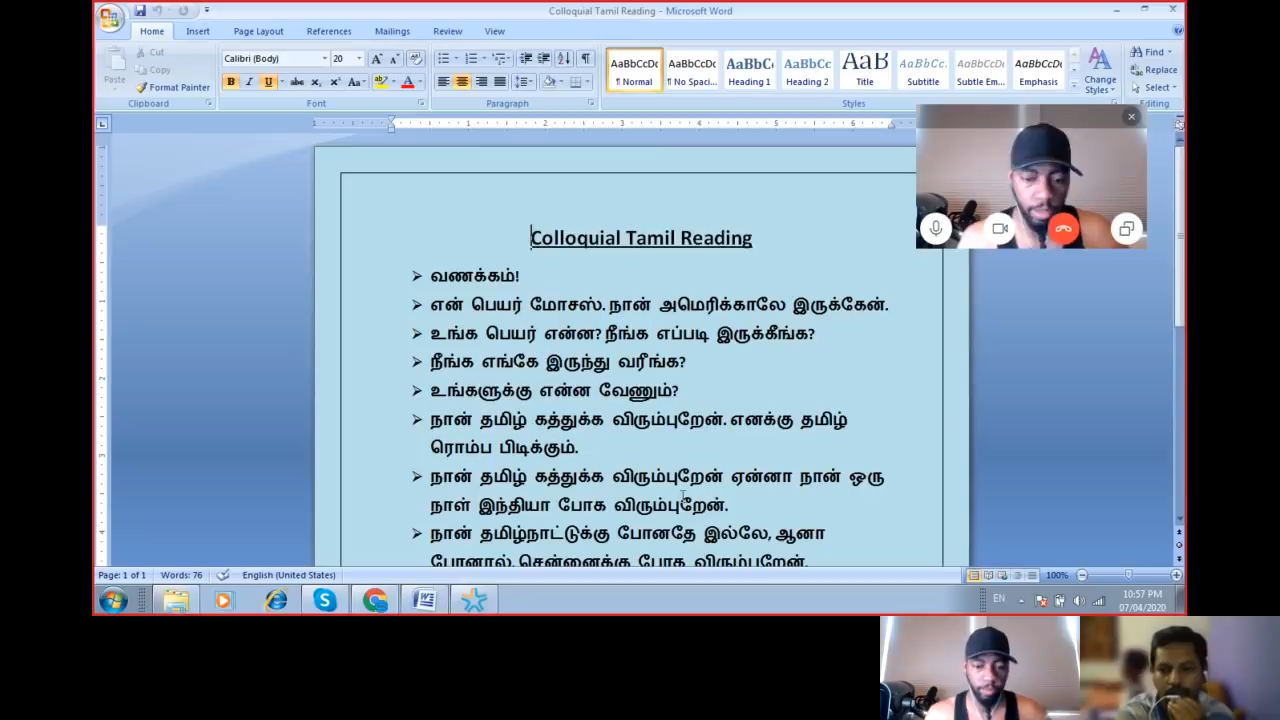 Colloquial Tamil Reading - Microsoft Word
Home Insert Page Layout References Mailings Review View
Cut
Copy
Paste
Format Painter
Calibri (Body) 20
AaBbCcDc AaBbCcDc AaBbC AaBbCc AaB AaBbCc. AaBbCcDc AaBbCcDc
¶ Normal ¶ No Spaci... Heading 1 Heading 2 Title Subtitle Subtle Em... Emphasis
Change Styles
Find
Replace
Select
Clipboard Font Paragraph Styles Editing
Colloquial Tamil Reading
வணக்கம்!
என் பெயர் மோசஸ். நான் அமெரிக்காலே இருக்கேன்.
உங்க பெயர் என்ன? நீங்க எப்படி இருக்கீங்க?
நீங்க எங்கே இருந்து வரீங்க?
உங்களுக்கு என்ன வேணும்?
நான் தமிழ் கத்துக்க விரும்புறேன். எனக்கு தமிழ்
ரொம்ப பிடிக்கும்.
நான் தமிழ் கத்துக்க விரும்புறேன் ஏன்னா நான் ஒரு
நாள் இந்தியா போக விரும்புறேன்.
நான் தமிழ்நாட்டுக்கு போனதே இல்லே, ஆனா
போனால், சென்னைக்கு போக விரும்புறேன்.
Page: 1 of 1 Words: 76 English (United States) 100%
EN 10:57 PM
07/04/2020